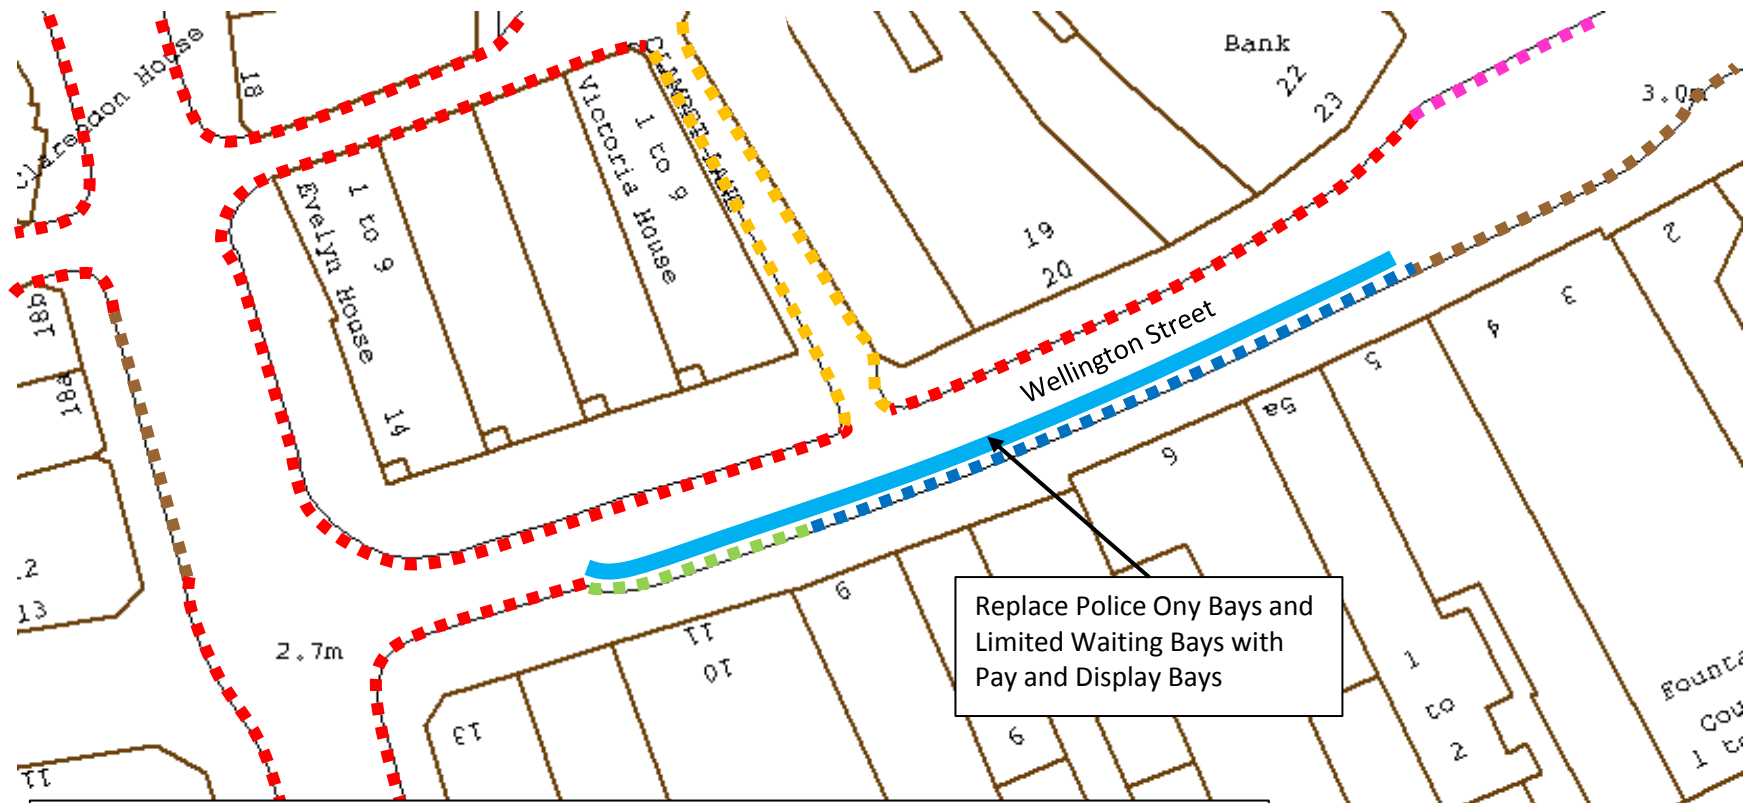 Clarendon House
18
Bank
22
23
3.0m
1 to 9
Victoria House
1 to 9
Evelyn House
19
20
2
3
4
5
5a
6
18b
18a
14
Wellington Street
12
13
2.7m
9
11
10
13
11
6
Replace Police Ony Bays and
Limited Waiting Bays with
Pay and Display Bays
1
to
2
Founta
Cou
1 to